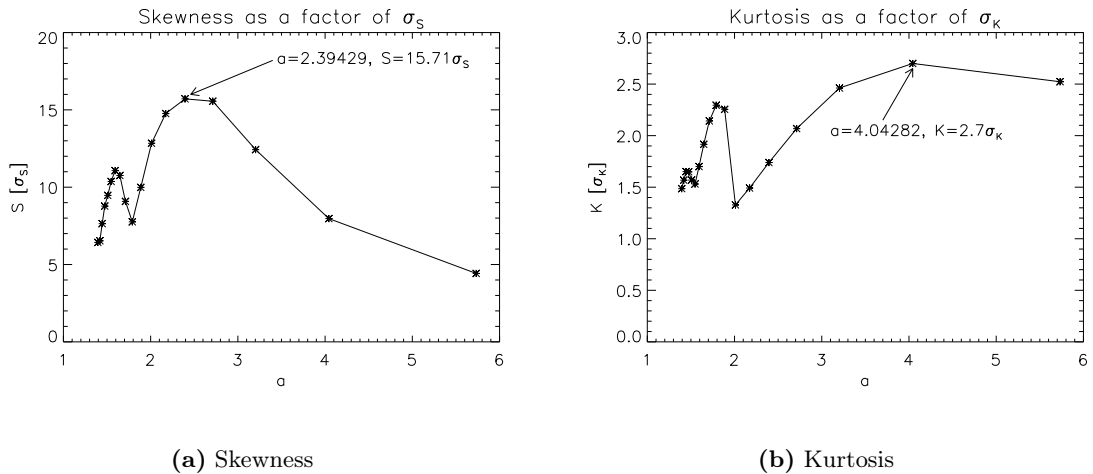 Skewness as a factor of σS
20
15
10
5
0
S [σS]
a=2.39429, S=15.71σS
1 2 3 4 5 6
a
(a) Skewness
Kurtosis as a factor of σK
3.0
2.5
2.0
1.5
1.0
0.5
0.0
K [σK]
a=4.04282, K=2.7σK
1 2 3 4 5 6
a
(b) Kurtosis